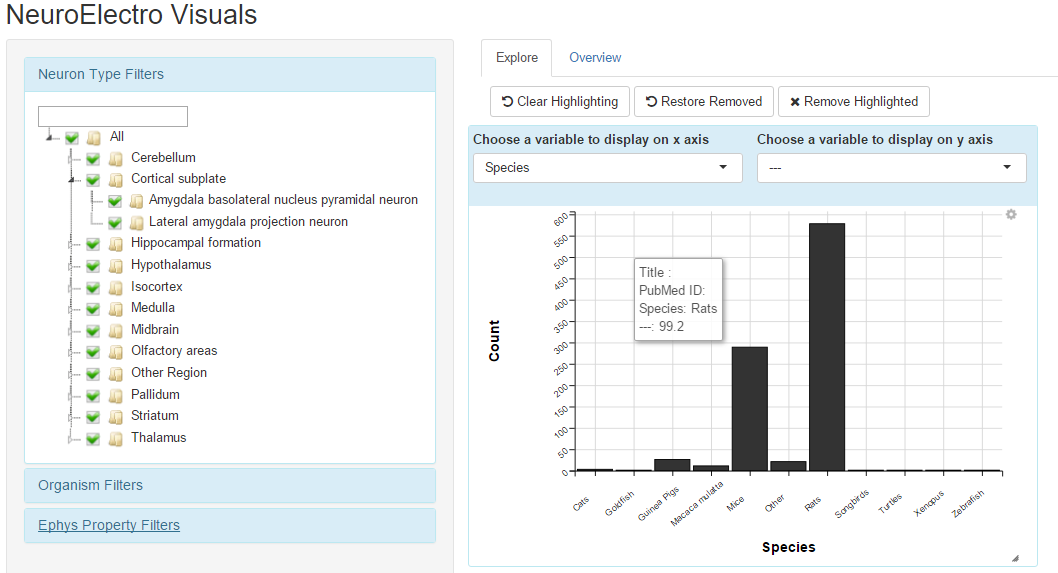 NeuroElectro Visuals
Neuron Type Filters
All
Cerebellum
Cortical subplate
Amygdala basolateral nucleus pyramidal neuron
Lateral amygdala projection neuron
Hippocampal formation
Hypothalamus
Isocortex
Medulla
Midbrain
Olfactory areas
Other Region
Pallidum
Striatum
Thalamus
Organism Filters
Ephys Property Filters
Explore Overview
Clear Highlighting Restore Removed Remove Highlighted
Choose a variable to display on x axis Choose a variable to display on y axis
Species ---
600
550
500
450
400
350
300
250
200
150
100
50
0
Count
Title :
PubMed ID:
Species: Rats
---: 99.2
Cats Goldfish Guinea Pigs Macaca mulatta Mice Other Rats Songbirds Turtles Xenopus Zebrafish
Species